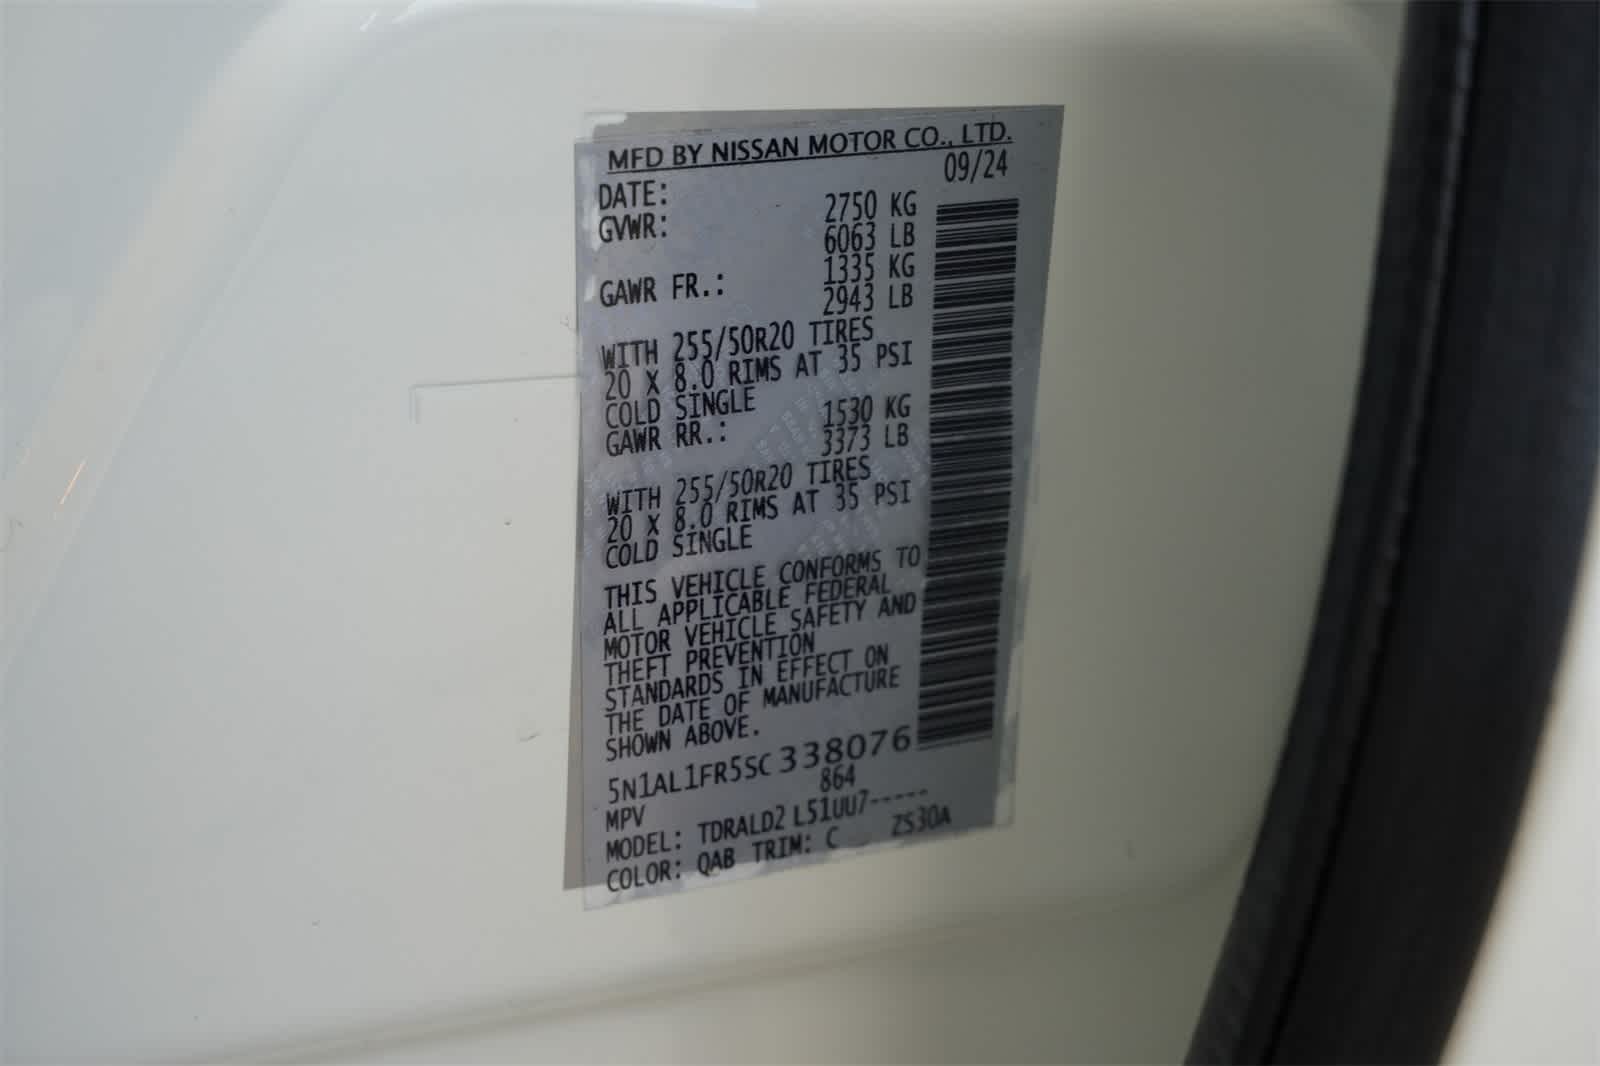 MFD BY NISSAN MOTOR CO., LTD.
DATE: 09/24
GVWR: 2750 KG
6063 LB
GAWR FR.: 1335 KG
2943 LB
WITH 255/50R20 TIRES
20 X 8.0 RIMS AT 35 PSI
COLD SINGLE
GAWR RR.: 1530 KG
3373 LB
WITH 255/50R20 TIRES
20 X 8.0 RIMS AT 35 PSI
COLD SINGLE
THIS VEHICLE CONFORMS TO
ALL APPLICABLE FEDERAL
MOTOR VEHICLE SAFETY AND
THEFT PREVENTION
STANDARDS IN EFFECT ON
THE DATE OF MANUFACTURE
SHOWN ABOVE.
5N1AL1FR5SC338076
MPV 864
MODEL: TDRALD2 L51UU7-----
COLOR: QAB TRIM: C ZS30A